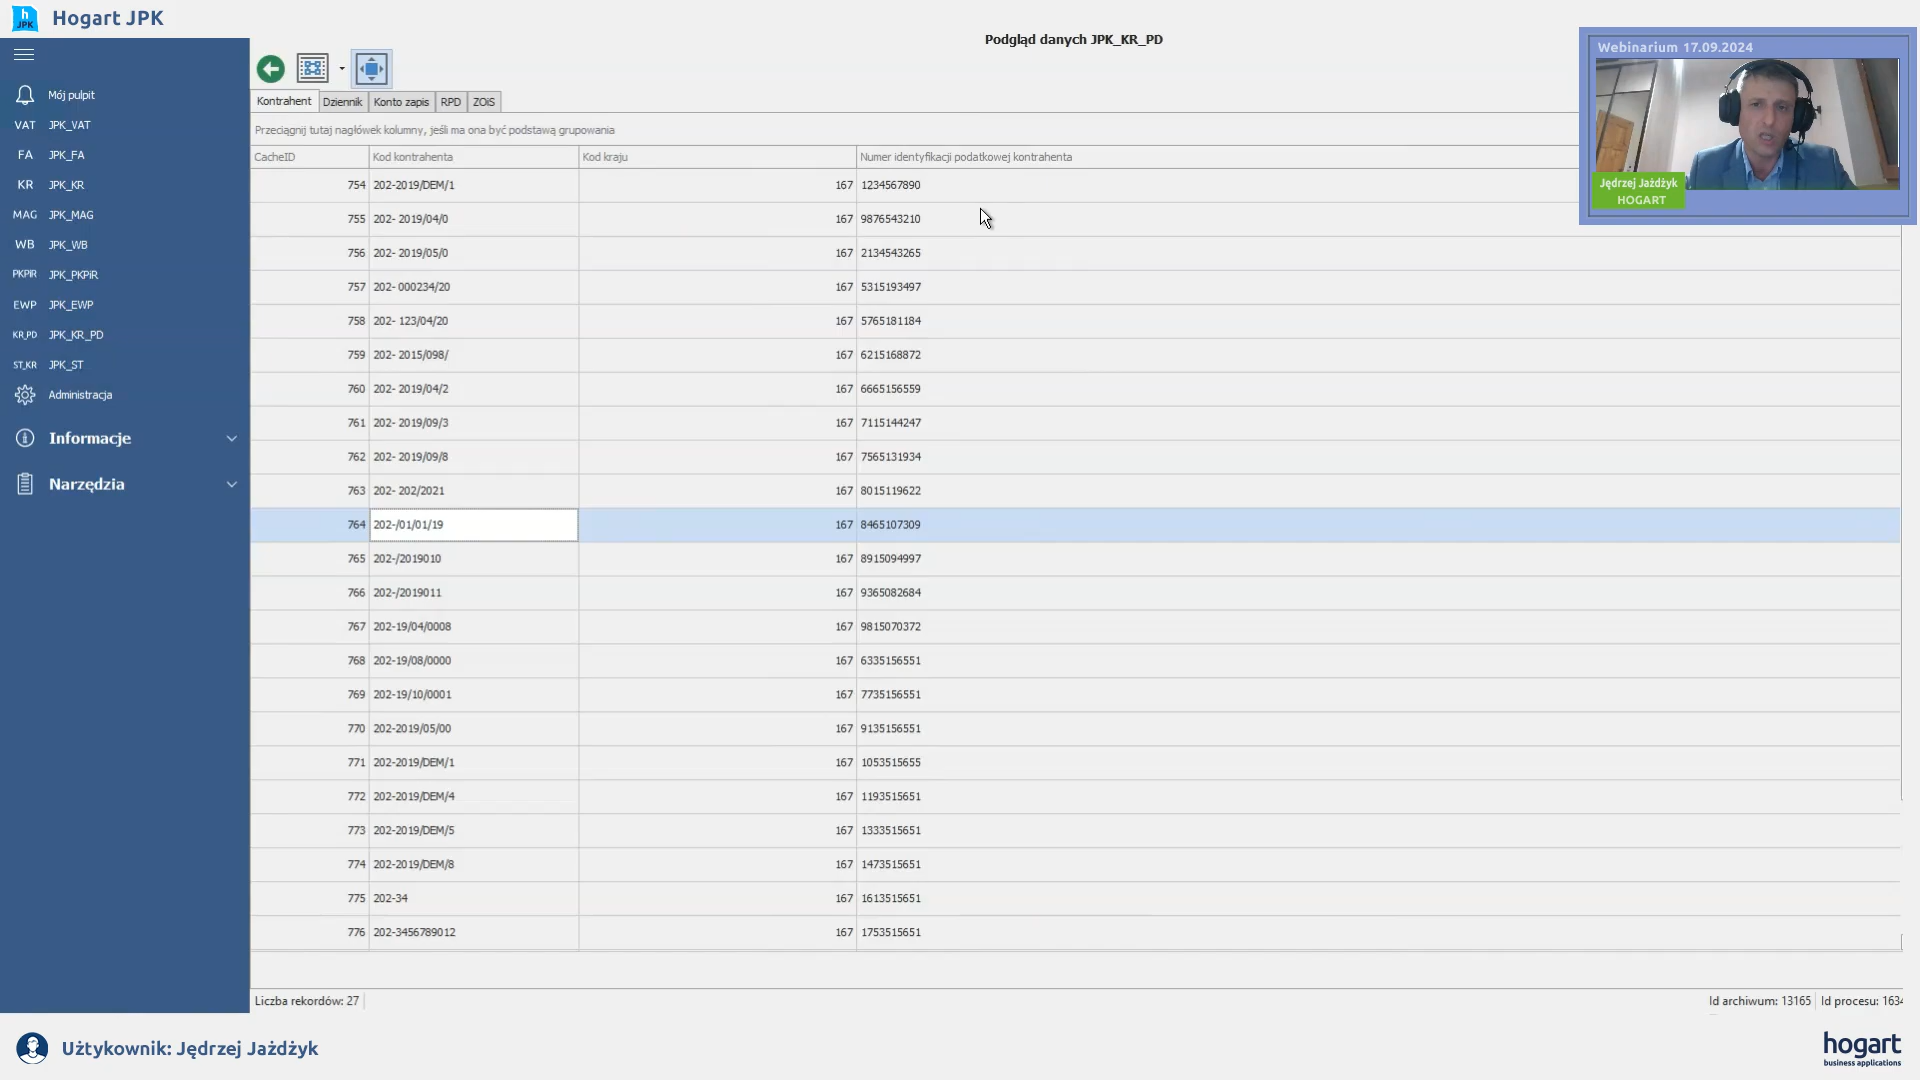 Hogart JPK
Podgląd danych JPK_KR_PD
Webinarium 17.09.2024
Jędrzej Jażdżyk
HOGART
Mój pulpit
VAT JPK_VAT
FA JPK_FA
KR JPK_KR
MAG JPK_MAG
WB JPK_WB
PKPIR JPK_PKPiR
EWP JPK_EWP
KR_PD JPK_KR_PD
ST_KR JPK_ST
Administracja
Informacje
Narzędzia
Kontrahent Dziennik Konto zapis RPD ZOiS
Przeciągnij tutaj nagłówek kolumny, jeśli ma ona być podstawą grupowania
CacheID Kod kontrahenta Kod kraju Numer identyfikacji podatkowej kontrahenta
754 202-2019/DEM/1 167 1234567890
755 202- 2019/04/0 167 9876543210
756 202- 2019/05/0 167 2134543265
757 202- 000234/20 167 5315193497
758 202- 123/04/20 167 5765181184
759 202- 2015/098/ 167 6215168872
760 202- 2019/04/2 167 6665156559
761 202- 2019/09/3 167 7115144247
762 202- 2019/09/8 167 7565131934
763 202- 202/2021 167 8015119622
764 202-/01/01/19 167 8465107309
765 202-/2019010 167 8915094997
766 202-/2019011 167 9365082684
767 202-19/04/0008 167 9815070372
768 202-19/08/0000 167 6335156551
769 202-19/10/0001 167 7735156551
770 202-2019/05/00 167 9135156551
771 202-2019/DEM/1 167 1053515655
772 202-2019/DEM/4 167 1193515651
773 202-2019/DEM/5 167 1333515651
774 202-2019/DEM/8 167 1473515651
775 202-34 167 1613515651
776 202-3456789012 167 1753515651
Liczba rekordów: 27
Id archiwum: 13165 Id procesu: 1634
Użtykownik: Jędrzej Jażdżyk
hogart
business applications